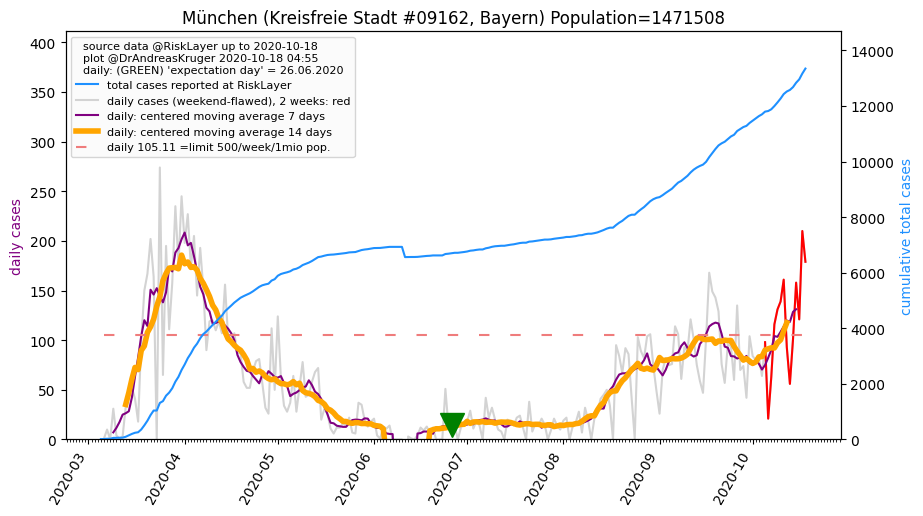 München (Kreisfreie Stadt #09162, Bayern) Population=1471508
source data @RiskLayer up to 2020-10-18
plot @DrAndreasKruger 2020-10-18 04:55
daily: (GREEN) 'expectation day' = 26.06.2020
total cases reported at RiskLayer
daily cases (weekend-flawed), 2 weeks: red
daily: centered moving average 7 days
daily: centered moving average 14 days
daily 105.11 =limit 500/week/1mio pop.
daily cases
400
350
300
250
200
150
100
50
0
cumulative total cases
14000
12000
10000
8000
6000
4000
2000
0
2020-03
2020-04
2020-05
2020-06
2020-07
2020-08
2020-09
2020-10